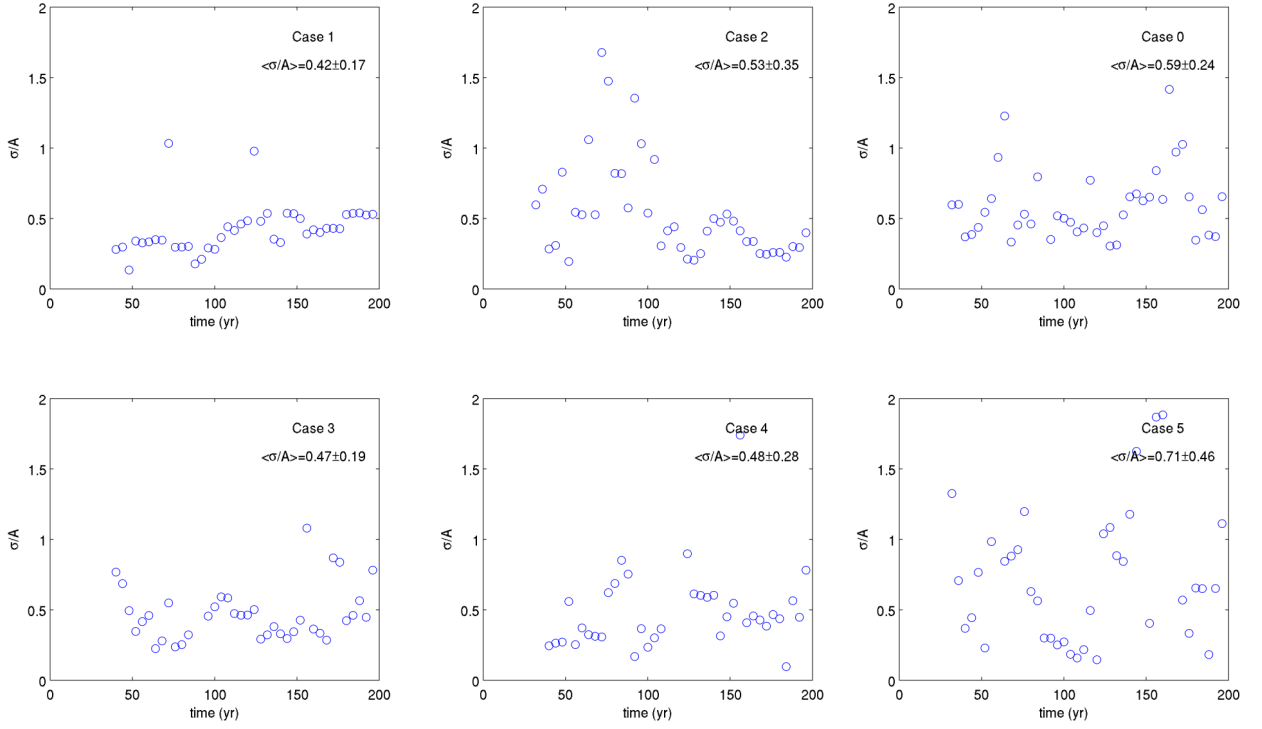 Case 1
<σ/A>=0.42±0.17
2
1.5
1
0.5
0
σ/A
0 50 100 150 200
time (yr)
Case 2
<σ/A>=0.53±0.35
2
1.5
1
0.5
0
σ/A
0 50 100 150 200
time (yr)
Case 0
<σ/A>=0.59±0.24
2
1.5
1
0.5
0
σ/A
0 50 100 150 200
time (yr)
Case 3
<σ/A>=0.47±0.19
2
1.5
1
0.5
0
σ/A
0 50 100 150 200
time (yr)
Case 4
<σ/A>=0.48±0.28
2
1.5
1
0.5
0
σ/A
0 50 100 150 200
time (yr)
Case 5
<σ/A>=0.71±0.46
2
1.5
1
0.5
0
σ/A
0 50 100 150 200
time (yr)